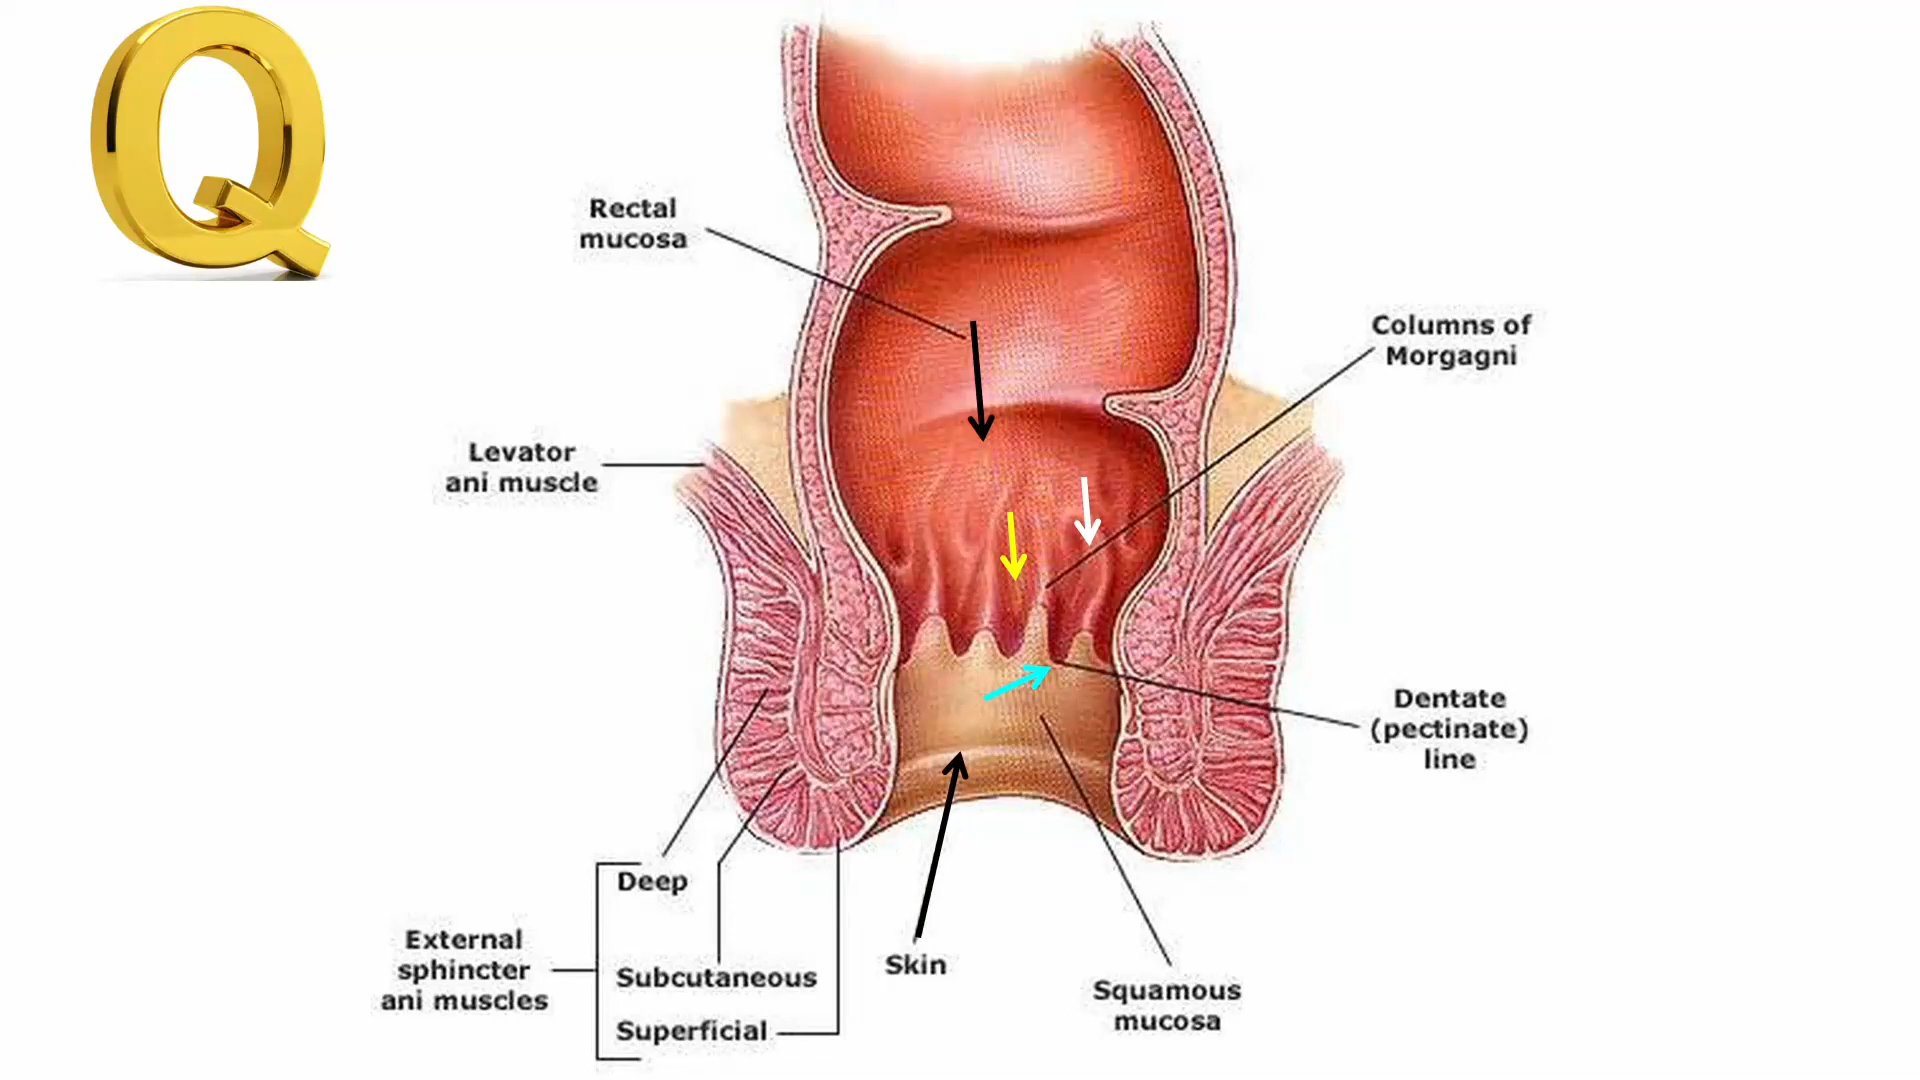 Q
Rectal
mucosa
Columns of
Morgagni
Levator
ani muscle
Dentate
(pectinate)
line
Deep
External
sphincter
ani muscles
Subcutaneous
Superficial
Skin
Squamous
mucosa